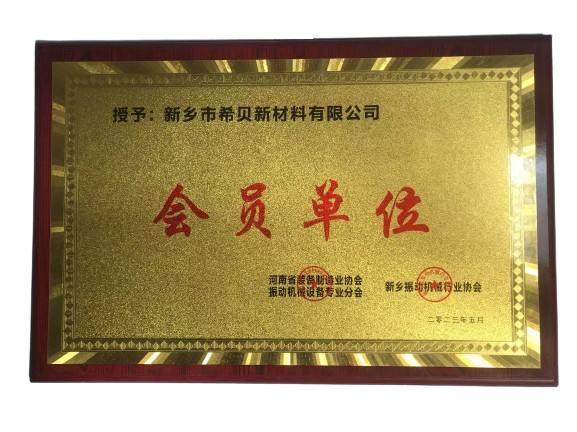 授予：新乡市希贝新材料有限公司
会员单位
河南省装备制造业协会
振动机械设备专业分会
新乡振动机械行业协会
二零二三年五月